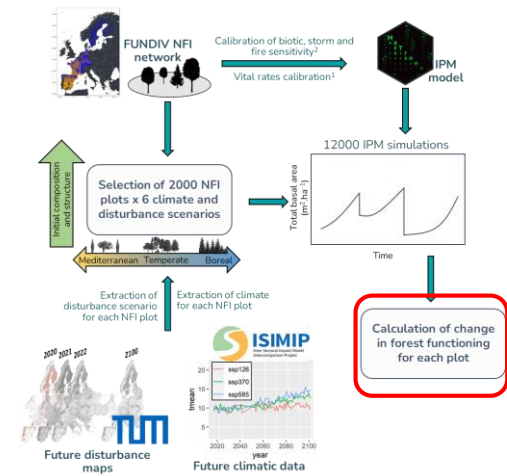 FUNDIV NFI
network
Calibration of biotic, storm and
fire sensitivity²
Vital rates calibration¹
IPM
model
Initial composition
and structure
Selection of 2000 NFI
plots x 6 climate and
disturbance scenarios
Mediterranean Temperate Boreal
12000 IPM simulations
Total basal area
(m².ha⁻¹)
Time
Extraction of
disturbance scenario
for each NFI plot
Extraction of climate
for each NFI plot
Calculation of change
in forest functioning
for each plot
2020 2021 2022 2100
TUM
Future disturbance
maps
ISIMIP
Inter-Sectoral Impact Model
Intercomparison Project
tmean
20
15
10
5
0
ssp126
ssp370
ssp585
2020 2040 2060 2080 2100
year
Future climatic data